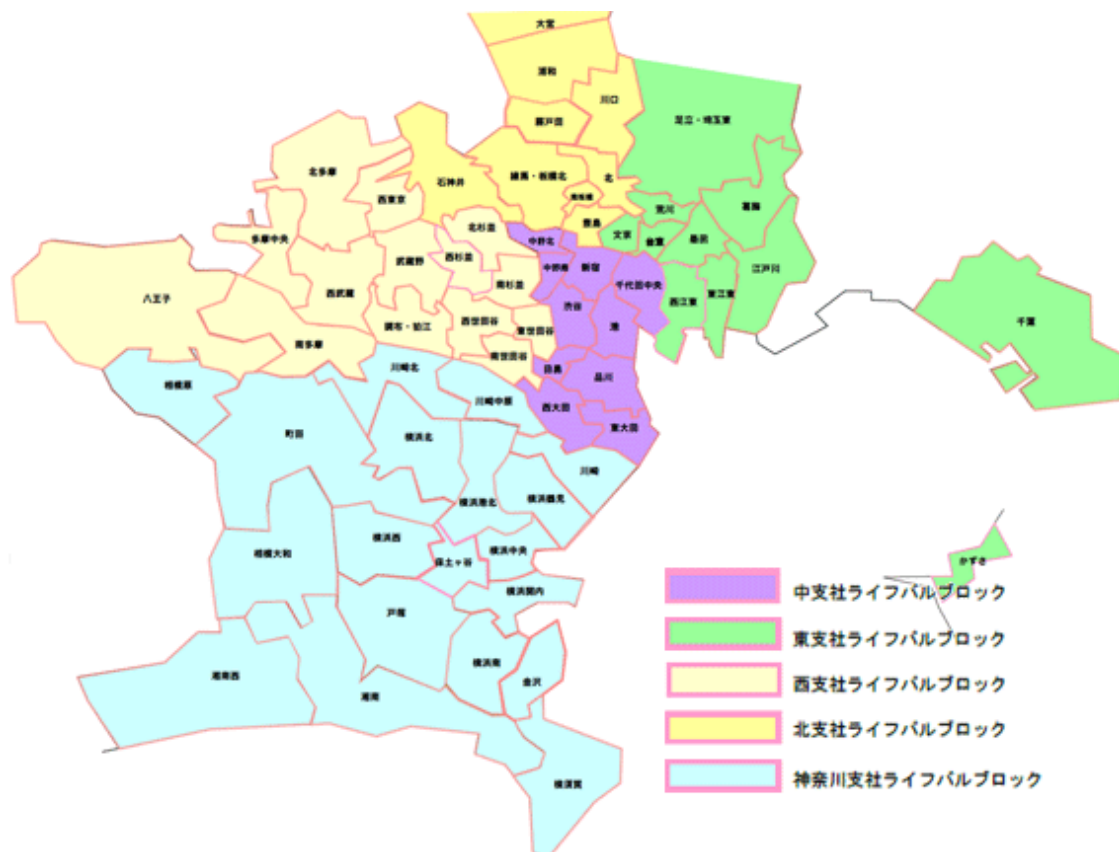 大宮
浦和
川口
蕨戸田
足立・埼玉東
北多摩
石神井
練馬・板橋北
北
南板橋
西東京
荒川
葛飾
豊島
北杉並
文京
台東
墨田
多摩中央
中野北
西杉並
武蔵野
中野南
新宿
江戸川
千代田中央
南杉並
八王子
西武蔵
渋谷
西江東
東江東
港
千葉
調布・狛江
西世田谷
東世田谷
南多摩
南世田谷
川崎北
目黒
品川
相模原
川崎中原
西大田
東大田
町田
横浜北
川崎
横浜港北
横浜鶴見
横浜西
横浜中央
相模大和
保土ヶ谷
かずさ
横浜関内
戸塚
横浜南
湘南西
金沢
湘南
横須賀
中支社ライフバルブロック
東支社ライフバルブロック
西支社ライフバルブロック
北支社ライフバルブロック
神奈川支社ライフバルブロック